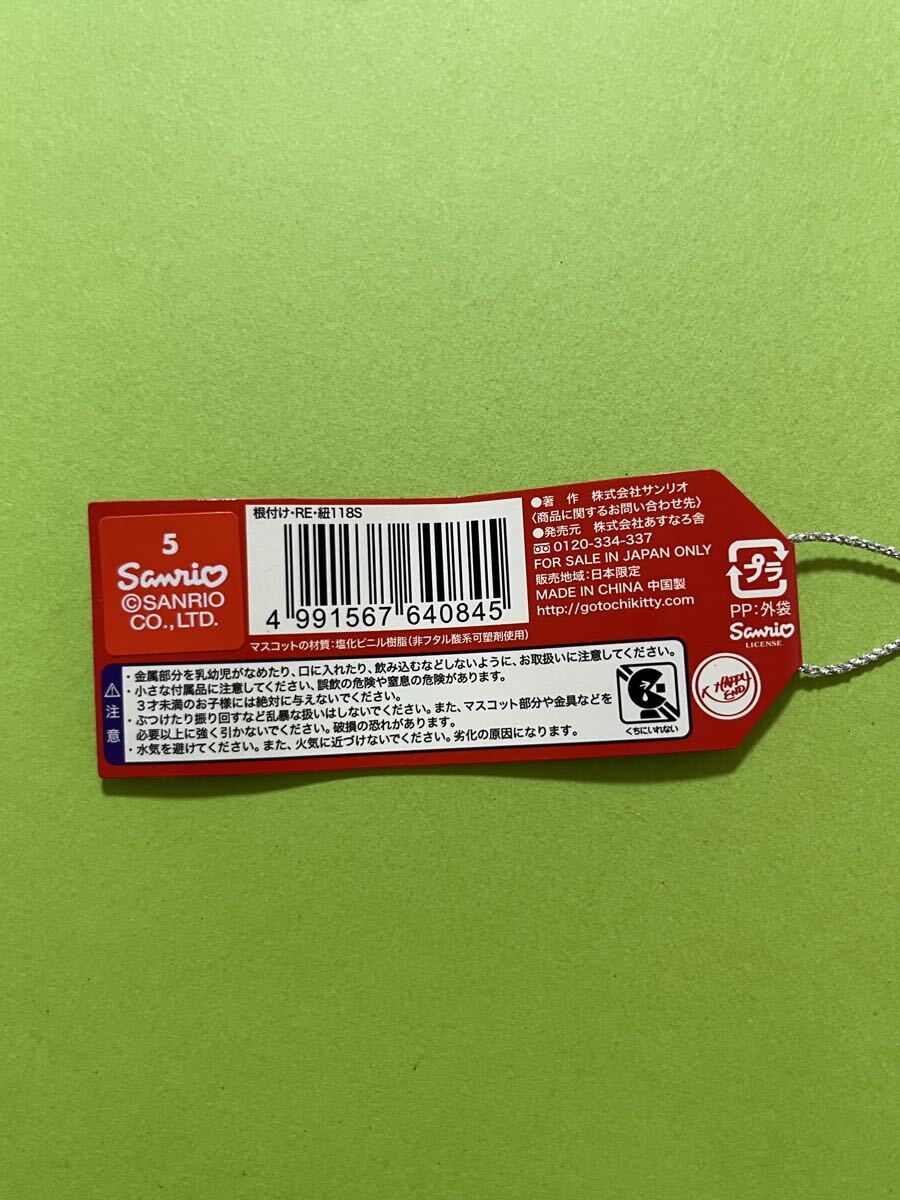 5
Sanrio
©SANRIO
CO.,LTD.
根付け・RE・紐118S
4 991567 640845
マスコットの材質：塩化ビニル樹脂（非フタル酸系可塑剤使用）
●著 作 株式会社サンリオ
〈商品に関するお問い合わせ先〉
●発売元 株式会社あすなろ舎
0120-334-337
FOR SALE IN JAPAN ONLY
販売地域：日本限定
MADE IN CHINA 中国製
http://gotochikitty.com
プラ
PP：外袋
Sanrio
LICENSE
HAPPY
END
注意
・金属部分を乳幼児がなめたり、口に入れたり、飲み込むなどしないように、お取扱いに注意してください。
・小さな付属品に注意してください。誤飲の危険や窒息の危険があります。
３才未満のお子様には絶対に与えないでください。
・ぶつけたり振り回すなど乱暴な扱いはしないでください。また、マスコット部分や金具などを
必要以上に強く引かないでください。破損の恐れがあります。
・水気を避けてください。また、火気に近づけないでください。劣化の原因になります。
くちにいれない